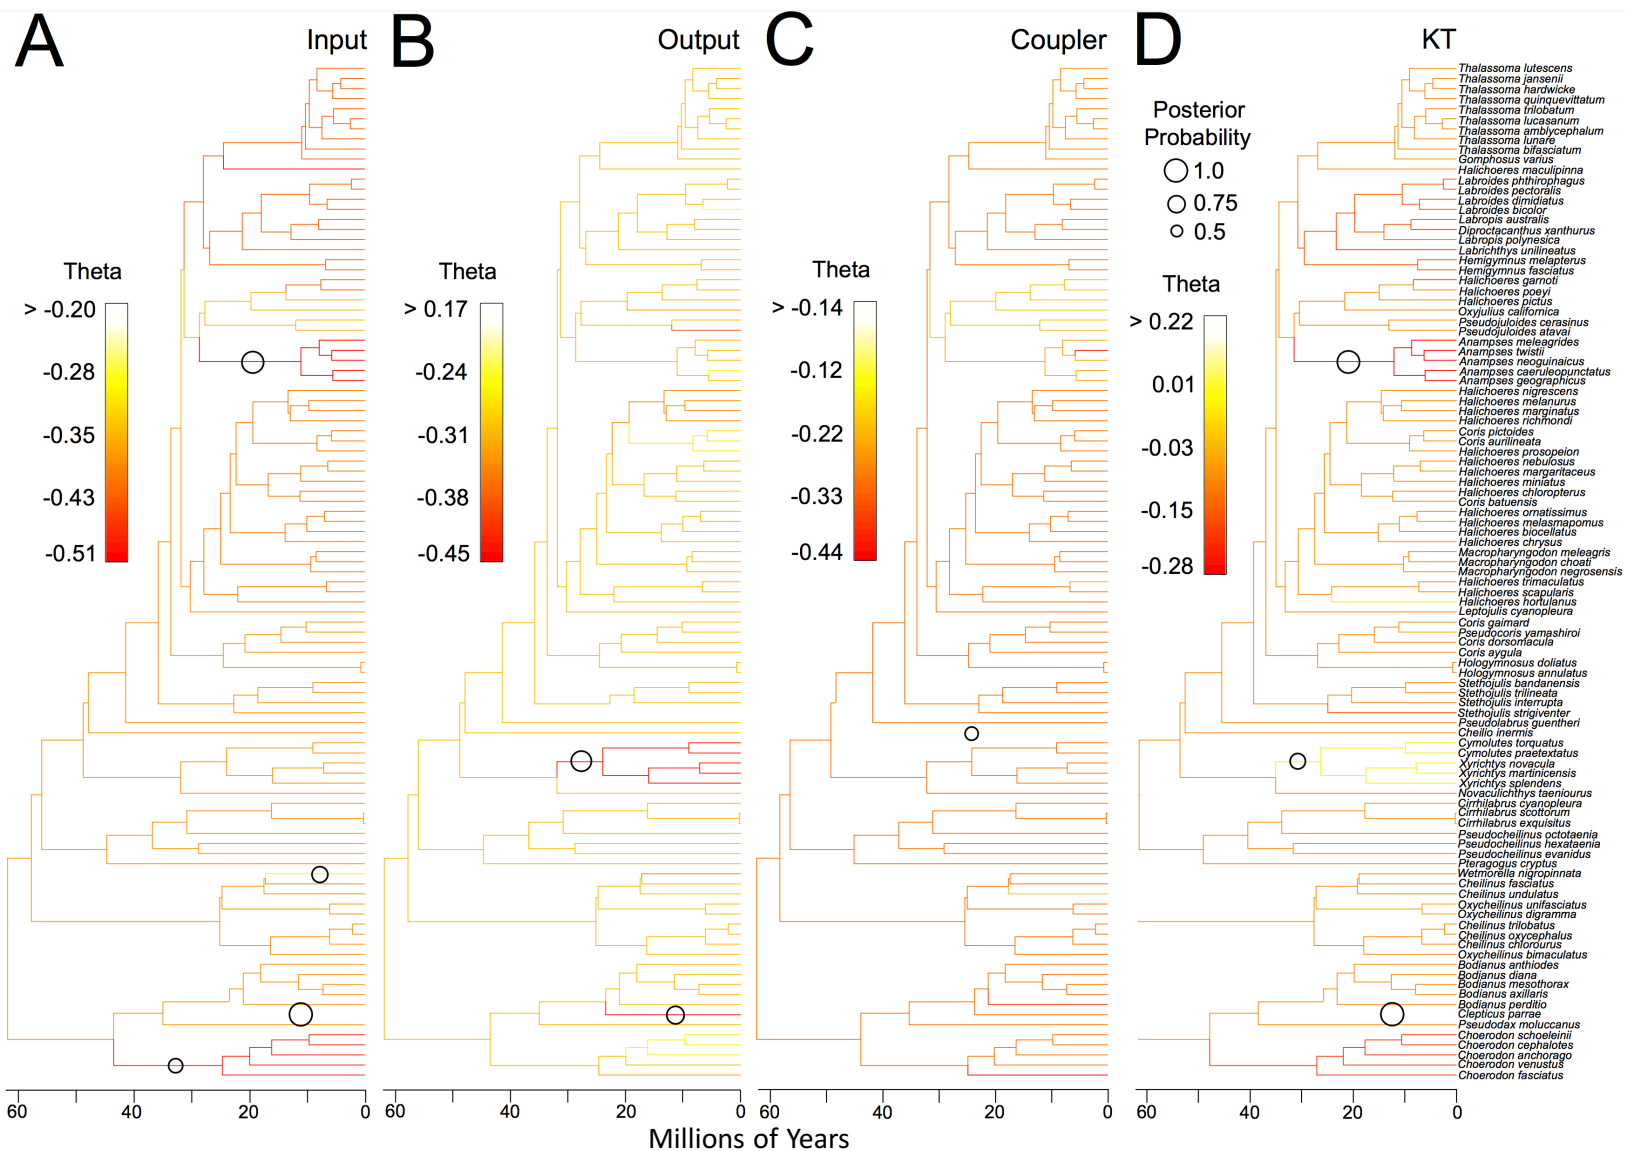 A
Input
B
Output
C
Coupler
D
KT
Theta
> -0.20
-0.28
-0.35
-0.43
-0.51
Theta
> 0.17
-0.24
-0.31
-0.38
-0.45
Theta
> -0.14
-0.12
-0.22
-0.33
-0.44
Posterior
Probability
1.0
0.75
0.5
Theta
> 0.22
0.01
-0.03
-0.15
-0.28
Thalassoma lutescens
Thalassoma jansenii
Thalassoma hardwicke
Thalassoma quinquevittatum
Thalassoma trilobatum
Thalassoma lucasanum
Thalassoma amblycephalum
Thalassoma lunare
Thalassoma bifasciatum
Gomphosus varius
Halichoeres maculipinna
Labroides phthirophagus
Labroides pectoralis
Labroides dimidiatus
Labroides bicolor
Labropis australis
Diproctacanthus xanthurus
Labropis polynesica
Labrichthys unilineatus
Hemigymnus melapterus
Hemigymnus fasciatus
Halichoeres garnoti
Halichoeres poeyi
Halichoeres pictus
Oxyjulius californica
Pseudojuloides cerasinus
Pseudojuloides atavai
Anampses meleagrides
Anampses twistii
Anampses neoguinaicus
Anampses caeruleopunctatus
Anampses geographicus
Halichoeres nigrescens
Halichoeres melanurus
Halichoeres marginatus
Halichoeres richmondi
Coris pictoides
Coris aurilineata
Halichoeres prosopeion
Halichoeres nebulosus
Halichoeres margaritaceus
Halichoeres miniatus
Halichoeres chloropterus
Coris batuensis
Halichoeres ornatissimus
Halichoeres melasmapomus
Halichoeres biocellatus
Halichoeres chrysus
Macropharyngodon meleagris
Macropharyngodon choati
Macropharyngodon negrosensis
Halichoeres trimaculatus
Halichoeres scapularis
Halichoeres hortulanus
Leptojulis cyanopleura
Coris gaimard
Pseudocoris yamashiroi
Coris dorsomacula
Coris aygula
Hologymnosus doliatus
Hologymnosus annulatus
Stethojulis bandanensis
Stethojulis trilineata
Stethojulis interrupta
Stethojulis strigiventer
Pseudolabrus guentheri
Cheilio inermis
Cymolutes torquatus
Cymolutes praetextatus
Xyrichtys novacula
Xyrichtys martinicensis
Xyrichtys splendens
Novaculichthys taeniourus
Cirrhilabrus cyanopleura
Cirrhilabrus scottorum
Cirrhilabrus exquisitus
Pseudocheilinus octotaenia
Pseudocheilinus hexataenia
Pseudocheilinus evanidus
Pteragogus cryptus
Wetmorella nigropinnata
Cheilinus fasciatus
Cheilinus undulatus
Oxycheilinus unifasciatus
Oxycheilinus digramma
Cheilinus trilobatus
Cheilinus oxycephalus
Cheilinus chlorourus
Oxycheilinus bimaculatus
Bodianus anthiodes
Bodianus diana
Bodianus mesothorax
Bodianus axillaris
Bodianus perditio
Clepticus parrae
Pseudodax moluccanus
Choerodon schoeleinii
Choerodon cephalotes
Choerodon anchorago
Choerodon venustus
Choerodon fasciatus
60 40 20 0
60 40 20 0
60 40 20 0
60 40 20 0
Millions of Years